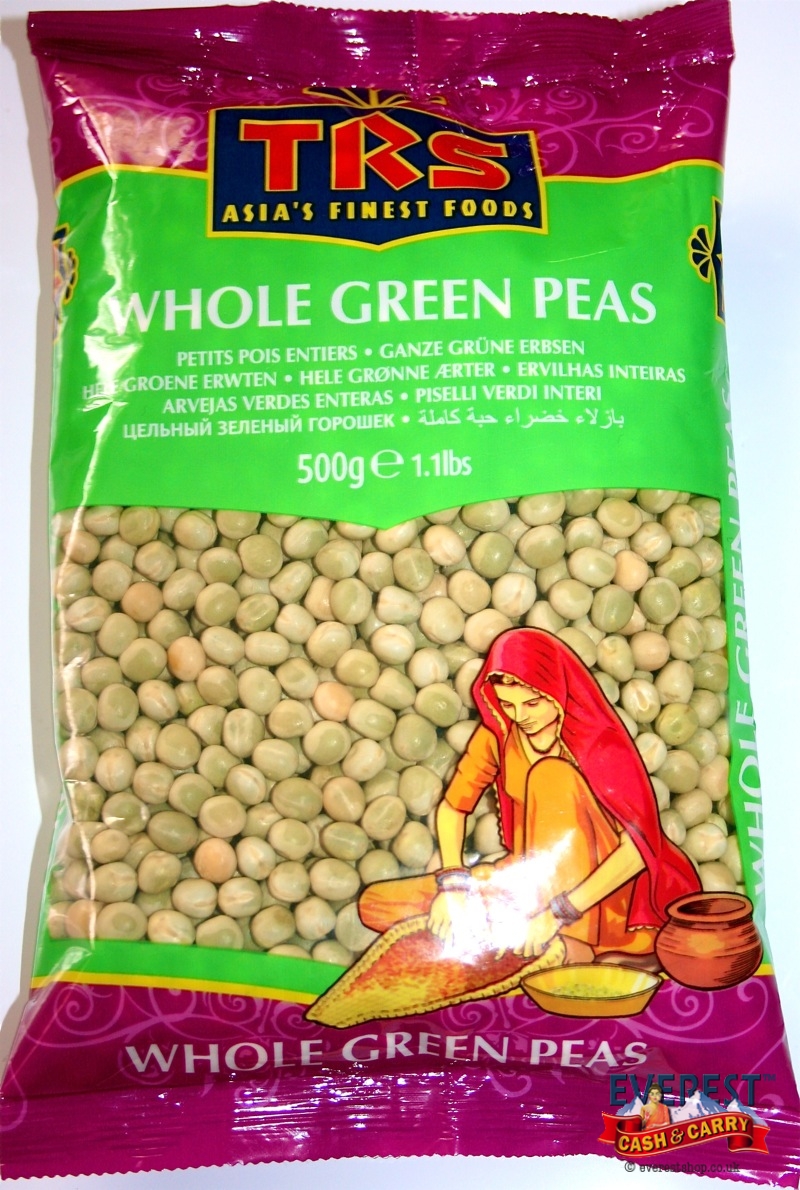 TRS
ASIA'S FINEST FOODS
WHOLE GREEN PEAS
PETITS POIS ENTIERS • GANZE GRÜNE ERBSEN
HELE GROENE ERWTEN • HELE GRØNNE ÆRTER • ERVILHAS INTEIRAS
ARVEJAS VERDES ENTERAS • PISELLI VERDI INTERI
ЦЕЛЬНЫЙ ЗЕЛЕНЫЙ ГОРОШЕК • بازلاء خضراء حبة كاملة
500g e 1.1lbs
WHOLE GREEN PEAS
WHOLE GREEN PEAS
EVEREST™
CASH & CARRY
© everestshop.co.uk